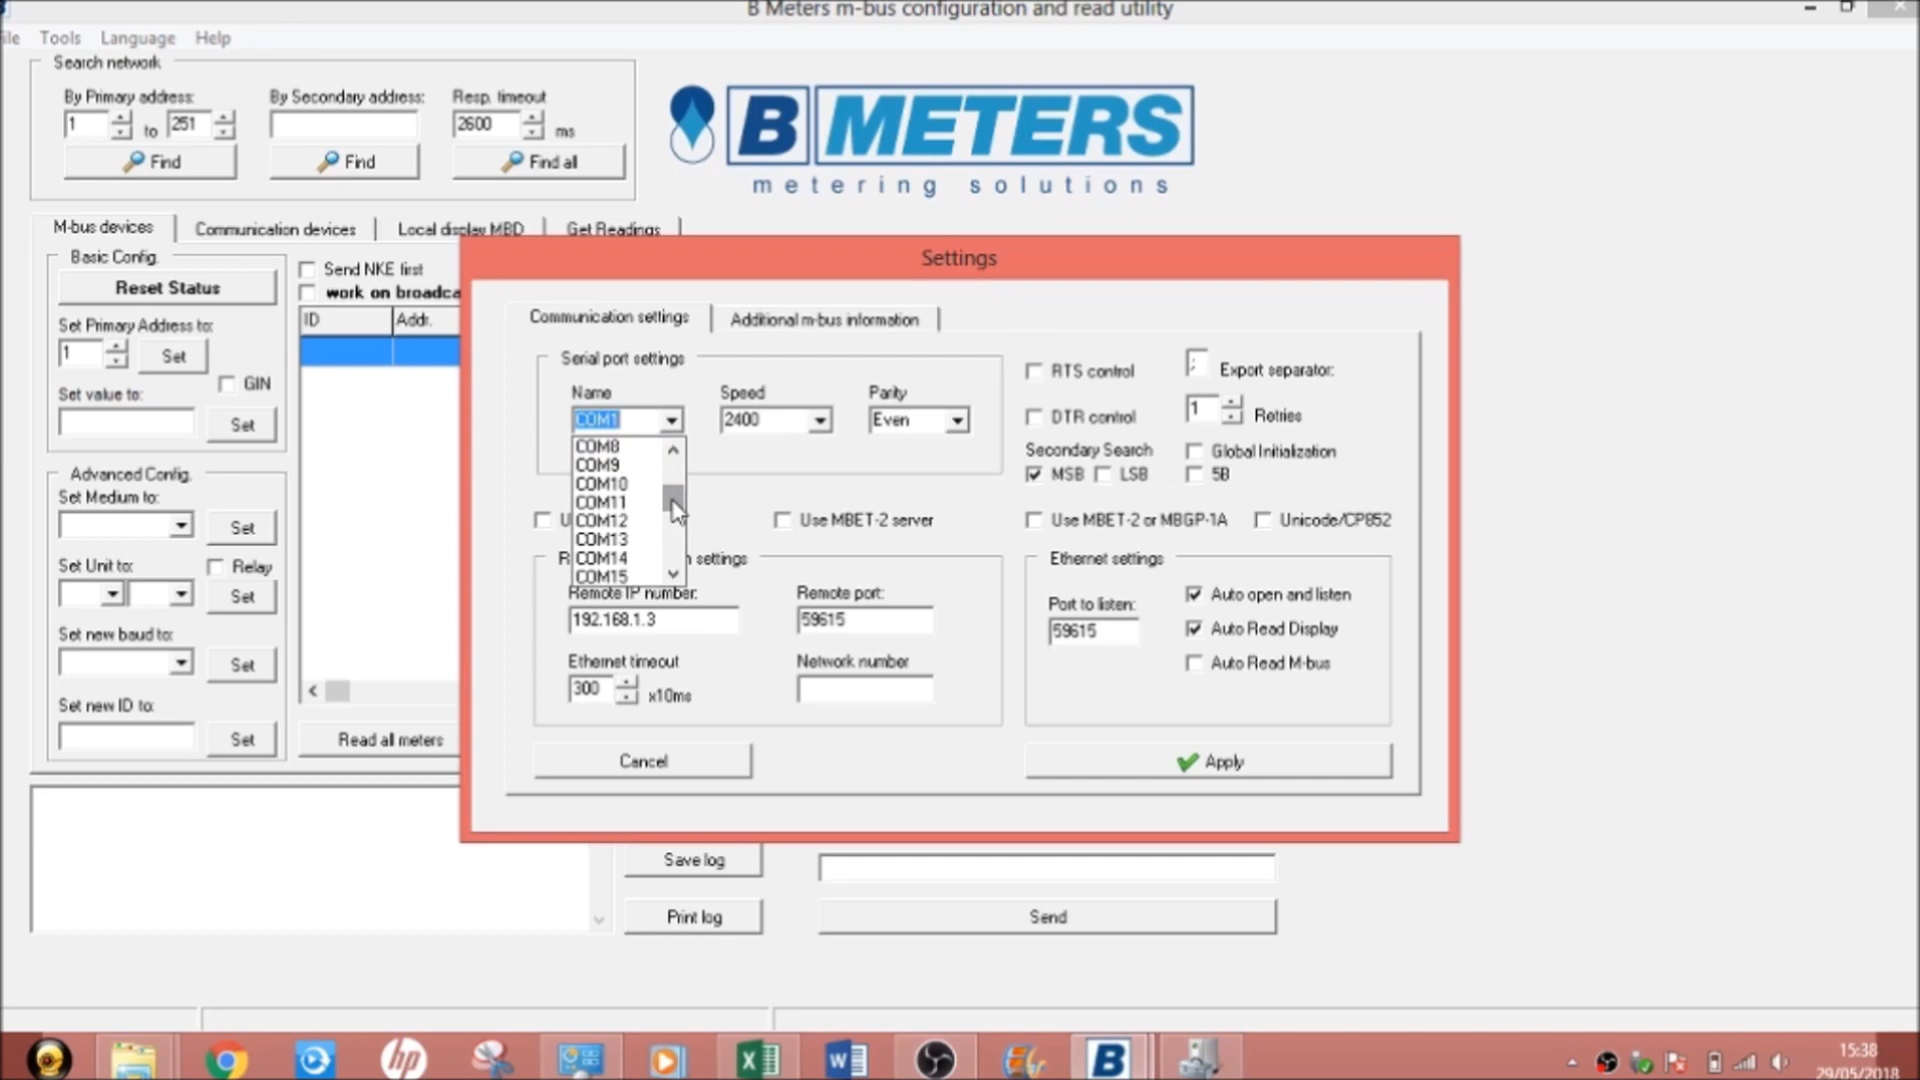 B Meters m-bus configuration and read utility
ile Tools Language Help
Search network
By Primary address: By Secondary address: Resp. timeout
1 to 251 2600 ms
Find Find Find all
B METERS
metering solutions
M-bus devices Communication devices Local display MBD Get Readings
Basic Config.
Reset Status
Set Primary Address to:
1 Set
GIN
Set value to:
Set
Advanced Config.
Set Medium to:
Set
Set Unit to: Relay
Set
Set new baud to:
Set
Set new ID to:
Set
Send NKE first
work on broadca
ID Addr.
Read all meters
Settings
Communication settings Additional m-bus information
Serial port settings
Name Speed Parity
COM1 2400 Even
COM8
COM9
COM10
COM11
COM12
COM13
COM14
COM15
RTS control ; Export separator:
DTR control 1 Retries
Secondary Search Global Initialization
MSB LSB 5B
U Use MBET-2 server Use MBET-2 or MBGP-1A Unicode/CP852
R n settings
Remote IP number: Remote port:
192.168.1.3 59615
Ethernet timeout Network number
300 x10ms
Ethernet settings
Port to listen: Auto open and listen
59615 Auto Read Display
Auto Read M-bus
Cancel Apply
Save log
Print log Send
hp B
15:38
29/05/2018